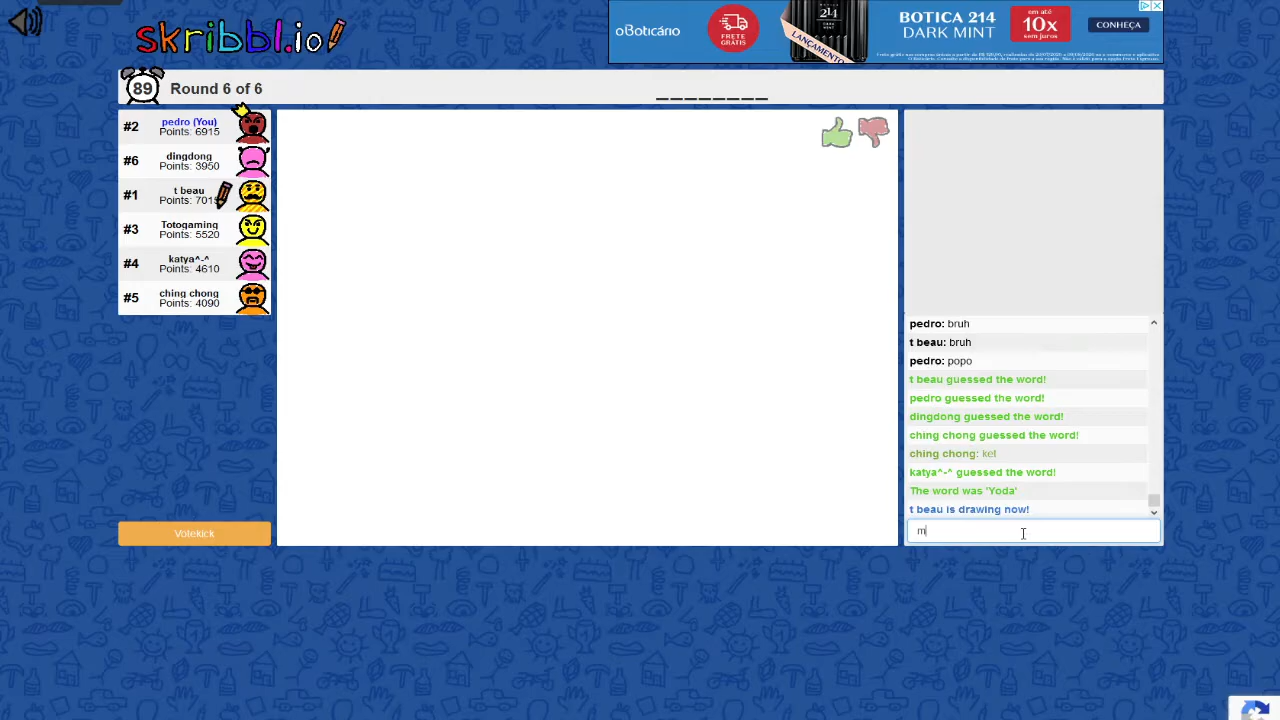 skribbl.io
oBoticário
FRETE
GRÁTIS
214
LANÇAMENTO
BOTICA 214
DARK MINT
em até
10x
sem juros
CONHEÇA
89
Round 6 of 6
________
#2
pedro (You)
Points: 6915
#6
dingdong
Points: 3950
#1
t beau
Points: 7015
#3
Totogaming
Points: 5520
#4
katya^-^
Points: 4610
#5
ching chong
Points: 4090
Votekick
pedro: bruh
t beau: bruh
pedro: popo
t beau guessed the word!
pedro guessed the word!
dingdong guessed the word!
ching chong guessed the word!
ching chong: kel
katya^-^ guessed the word!
The word was 'Yoda'
t beau is drawing now!
m